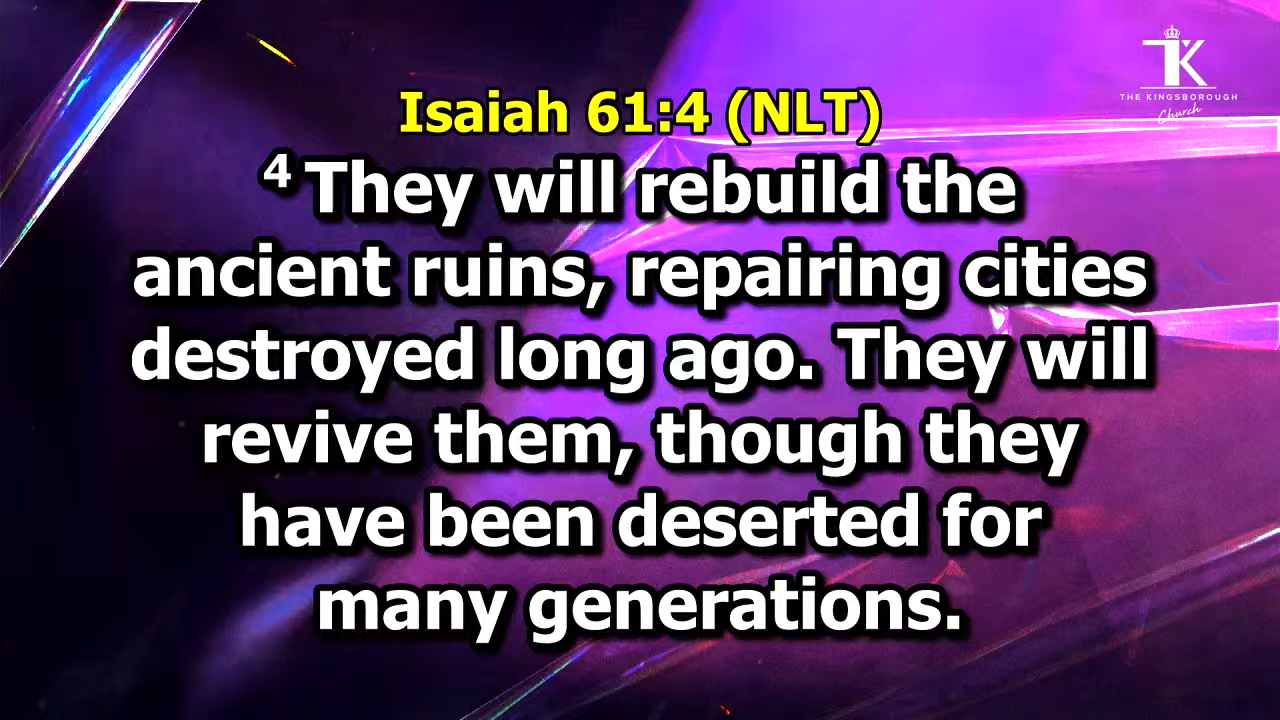 TK
THE KINGSBOROUGH
Church
Isaiah 61:4 (NLT)
4 They will rebuild the
ancient ruins, repairing cities
destroyed long ago. They will
revive them, though they
have been deserted for
many generations.